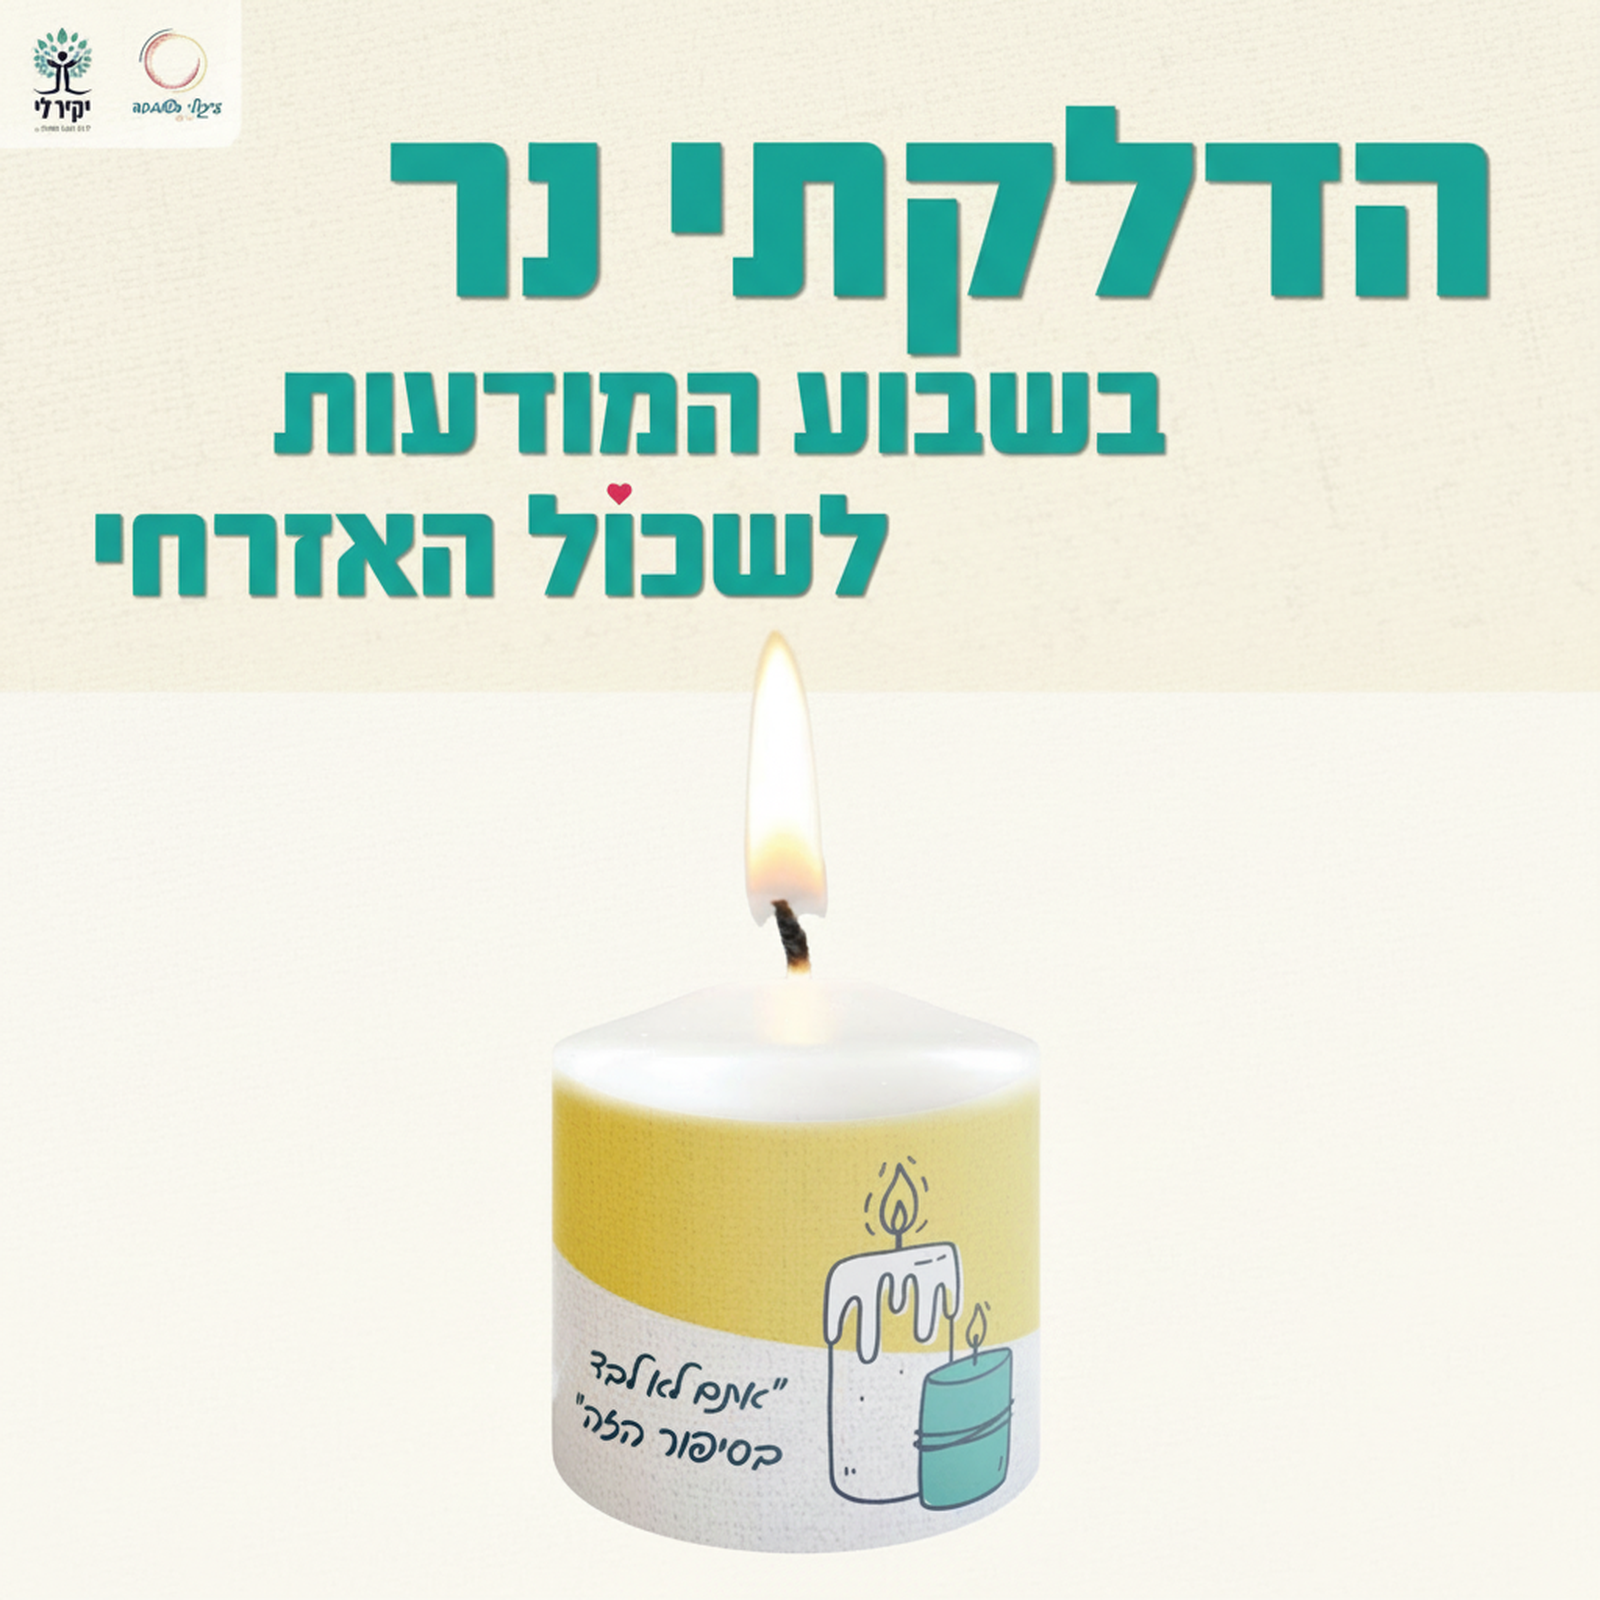 הדלקתי נר
בשבוע המודעות
לשכול האזרחי
"אתם לא לבד
בסיפור הזה"
יקירלי